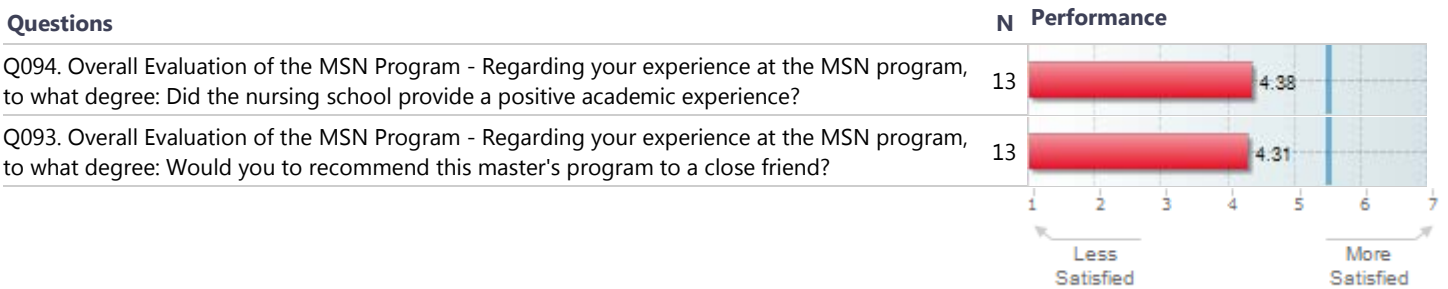 Questions N Performance
Q094. Overall Evaluation of the MSN Program - Regarding your experience at the MSN program,
to what degree: Did the nursing school provide a positive academic experience?
13
4.38
Q093. Overall Evaluation of the MSN Program - Regarding your experience at the MSN program,
to what degree: Would you to recommend this master's program to a close friend?
13
4.31
1 2 3 4 5 6 7
Less
Satisfied
More
Satisfied